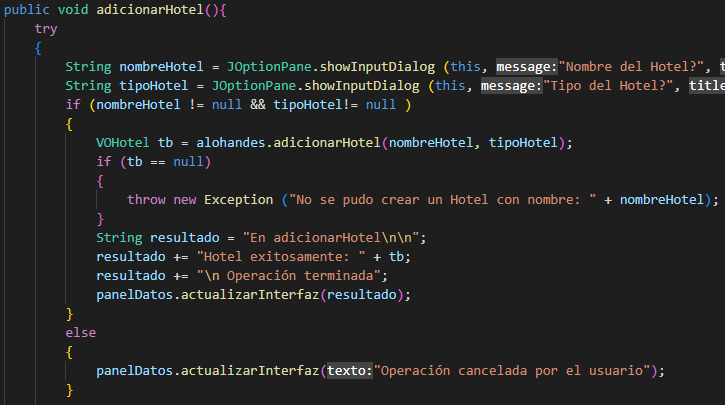 public void adicionarHotel(){
try
{
String nombreHotel = JOptionPane.showInputDialog (this, message:"Nombre del Hotel?", t
String tipoHotel = JOptionPane.showInputDialog (this, message:"Tipo del Hotel?", title
if (nombreHotel != null && tipoHotel!= null )
{
VOHotel tb = alohandes.adicionarHotel(nombreHotel, tipoHotel);
if (tb == null)
{
throw new Exception ("No se pudo crear un Hotel con nombre: " + nombreHotel);
}
String resultado = "En adicionarHotel\n\n";
resultado += "Hotel exitosamente: " + tb;
resultado += "\n Operación terminada";
panelDatos.actualizarInterfaz(resultado);
}
else
{
panelDatos.actualizarInterfaz(texto:"Operación cancelada por el usuario");
}